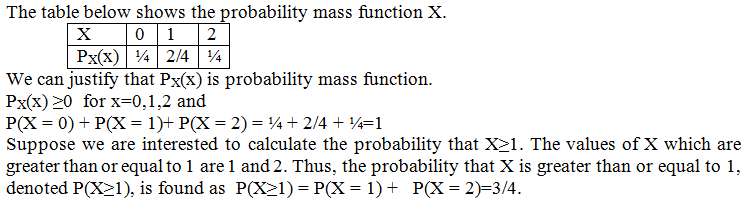 The table below shows the probability mass function X.
X 0 1 2
PX(x) ¼ 2/4 ¼
We can justify that PX(x) is probability mass function.
PX(x) ≥0 for x=0,1,2 and
P(X = 0) + P(X = 1)+ P(X = 2) = ¼ + 2/4 + ¼=1
Suppose we are interested to calculate the probability that X≥1. The values of X which are
greater than or equal to 1 are 1 and 2. Thus, the probability that X is greater than or equal to 1,
denoted P(X≥1), is found as P(X≥1) = P(X = 1) + P(X = 2)=3/4.